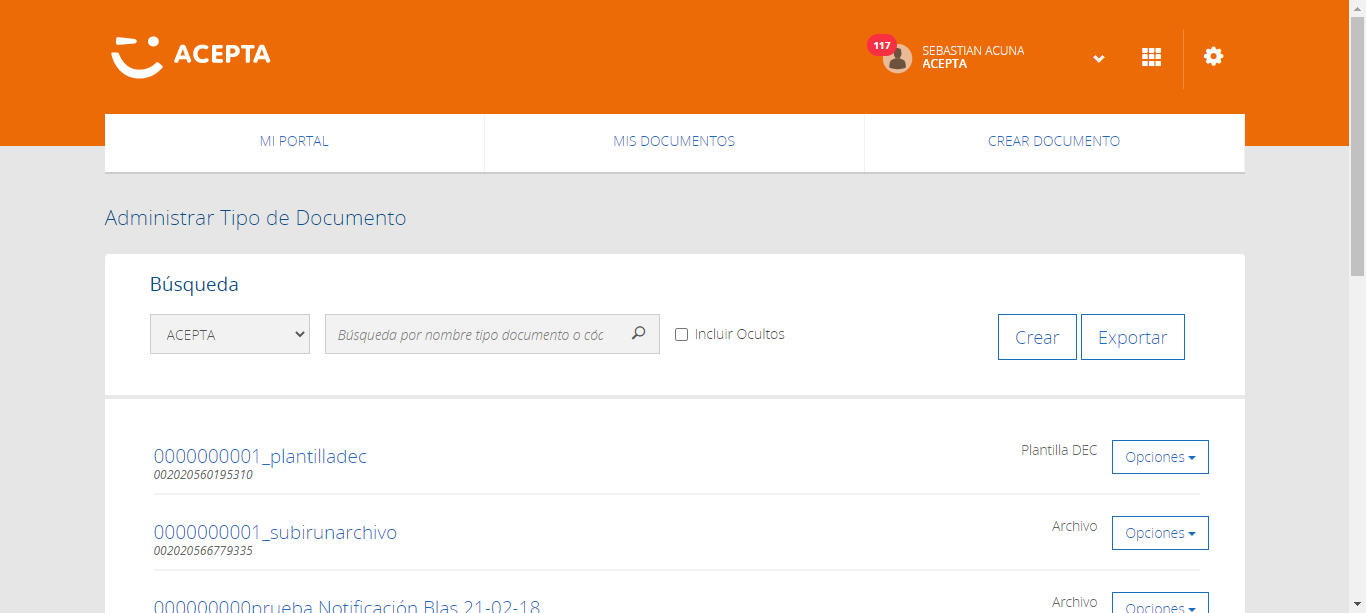 ACEPTA
117
SEBASTIAN ACUNA
ACEPTA
MI PORTAL
MIS DOCUMENTOS
CREAR DOCUMENTO
Administrar Tipo de Documento
Búsqueda
ACEPTA
Búsqueda por nombre tipo documento o cóc
Incluir Ocultos
Crear
Exportar
0000000001_plantilladec
002020560195310
Plantilla DEC
Opciones
0000000001_subirunarchivo
002020566779335
Archivo
Opciones
000000000prueba Notificación Blas 21-02-18
Archivo
Opciones